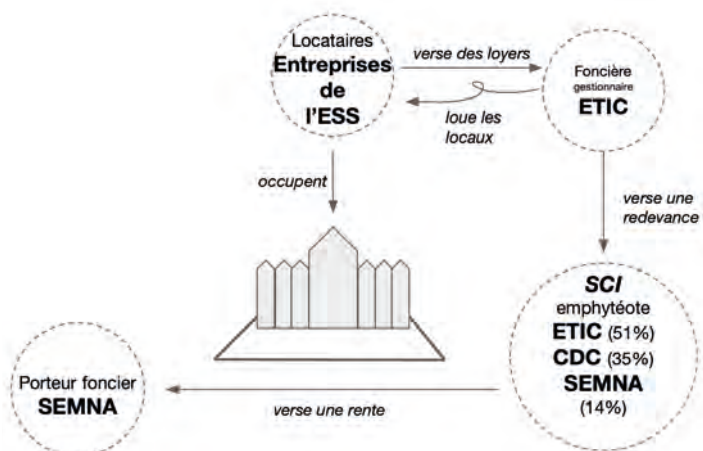 Locataires
Entreprises
de
l'ESS
verse des loyers
Foncière
gestionnaire
ETIC
loue les
locaux
occupent
verse une
redevance
SCI
emphytéote
ETIC (51%)
CDC (35%)
SEMNA
(14%)
Porteur foncier
SEMNA
verse une rente